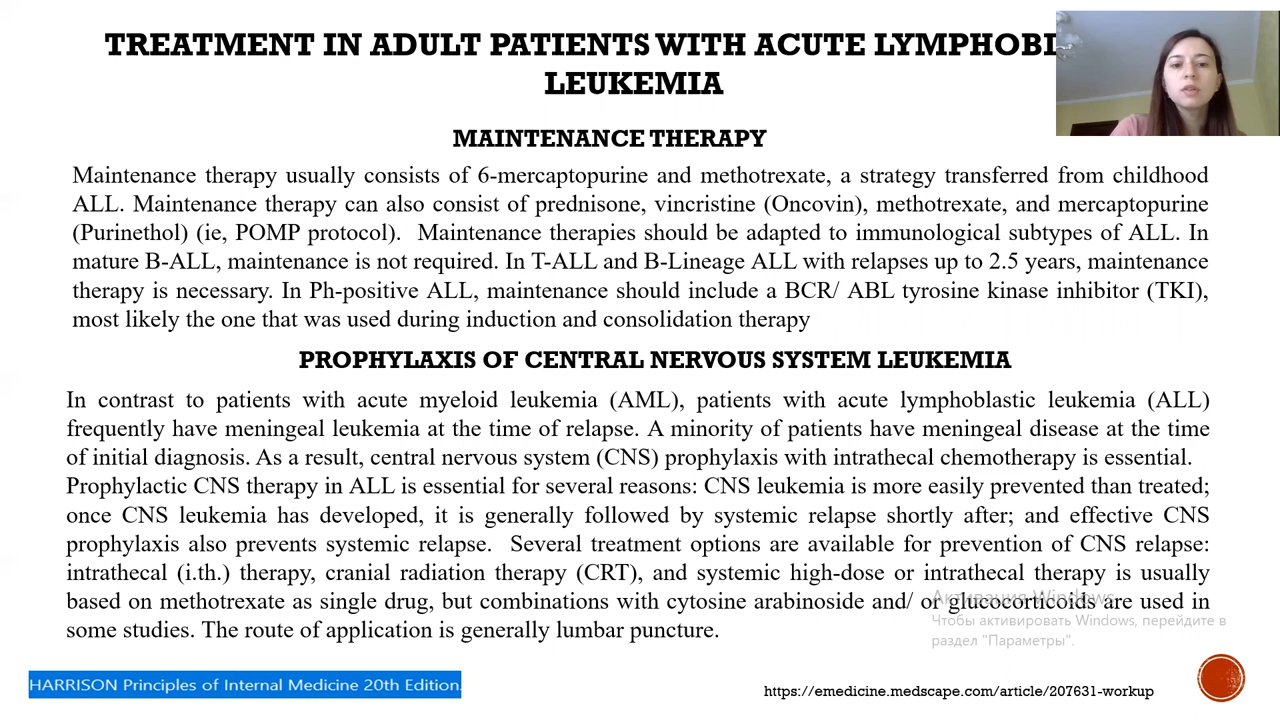 TREATMENT IN ADULT PATIENTS WITH ACUTE LYMPHOBL
LEUKEMIA
MAINTENANCE THERAPY
Maintenance therapy usually consists of 6-mercaptopurine and methotrexate, a strategy transferred from childhood
ALL. Maintenance therapy can also consist of prednisone, vincristine (Oncovin), methotrexate, and mercaptopurine
(Purinethol) (ie, POMP protocol). Maintenance therapies should be adapted to immunological subtypes of ALL. In
mature B-ALL, maintenance is not required. In T-ALL and B-Lineage ALL with relapses up to 2.5 years, maintenance
therapy is necessary. In Ph-positive ALL, maintenance should include a BCR/ ABL tyrosine kinase inhibitor (TKI),
most likely the one that was used during induction and consolidation therapy
PROPHYLAXIS OF CENTRAL NERVOUS SYSTEM LEUKEMIA
In contrast to patients with acute myeloid leukemia (AML), patients with acute lymphoblastic leukemia (ALL)
frequently have meningeal leukemia at the time of relapse. A minority of patients have meningeal disease at the time
of initial diagnosis. As a result, central nervous system (CNS) prophylaxis with intrathecal chemotherapy is essential.
Prophylactic CNS therapy in ALL is essential for several reasons: CNS leukemia is more easily prevented than treated;
once CNS leukemia has developed, it is generally followed by systemic relapse shortly after; and effective CNS
prophylaxis also prevents systemic relapse. Several treatment options are available for prevention of CNS relapse:
intrathecal (i.th.) therapy, cranial radiation therapy (CRT), and systemic high-dose or intrathecal therapy is usually
based on methotrexate as single drug, but combinations with cytosine arabinoside and/ or glucocorticoids are used in
some studies. The route of application is generally lumbar puncture.
Активация Windows
Чтобы активировать Windows, перейдите в
раздел "Параметры".
HARRISON Principles of Internal Medicine 20th Edition.
https://emedicine.medscape.com/article/207631-workup